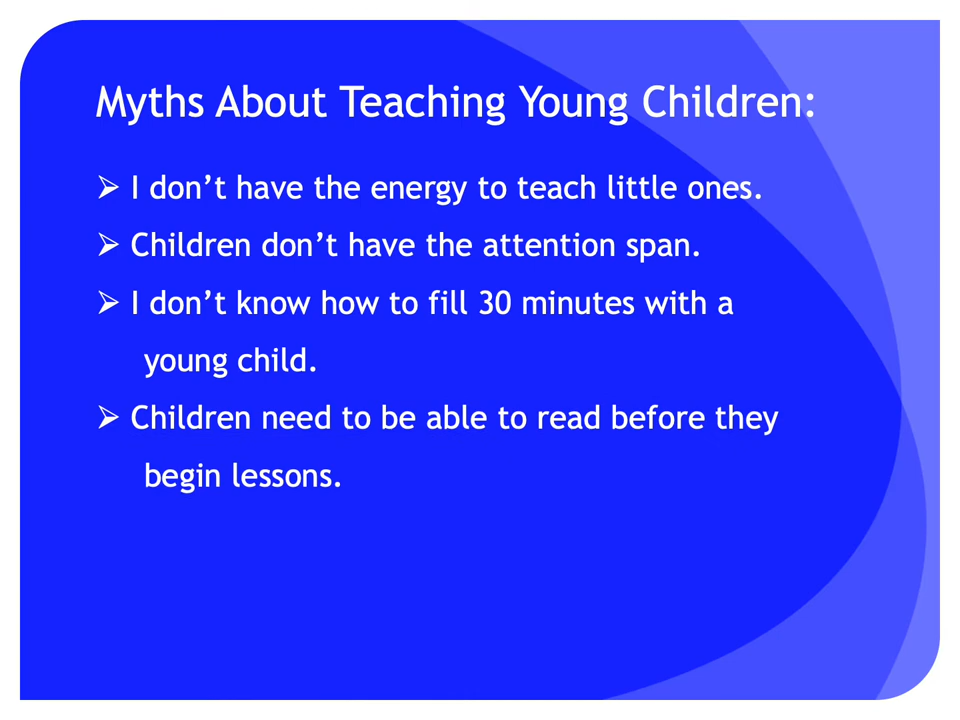 Myths About Teaching Young Children:
➢ I don’t have the energy to teach little ones.
➢ Children don’t have the attention span.
➢ I don’t know how to fill 30 minutes with a
young child.
➢ Children need to be able to read before they
begin lessons.